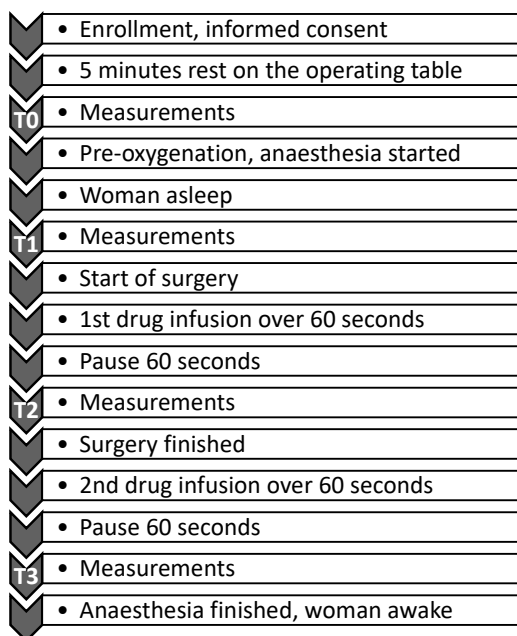 • Enrollment, informed consent
• 5 minutes rest on the operating table
T0 • Measurements
• Pre-oxygenation, anaesthesia started
• Woman asleep
T1 • Measurements
• Start of surgery
• 1st drug infusion over 60 seconds
• Pause 60 seconds
T2 • Measurements
• Surgery finished
• 2nd drug infusion over 60 seconds
• Pause 60 seconds
T3 • Measurements
• Anaesthesia finished, woman awake